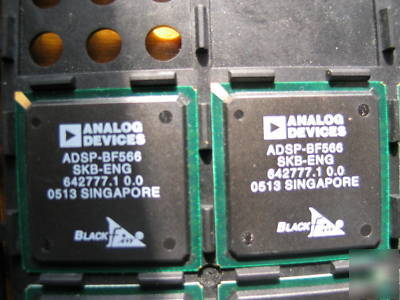 ANALOG
DEVICES
ADSP-BF566
SKB-ENG
642777.1 0.0
0513 SINGAPORE
BLACKfin
ANALOG
DEVICES
ADSP-BF566
SKB-ENG
642777.1 0.0
0513 SINGAPORE
BLACKfin